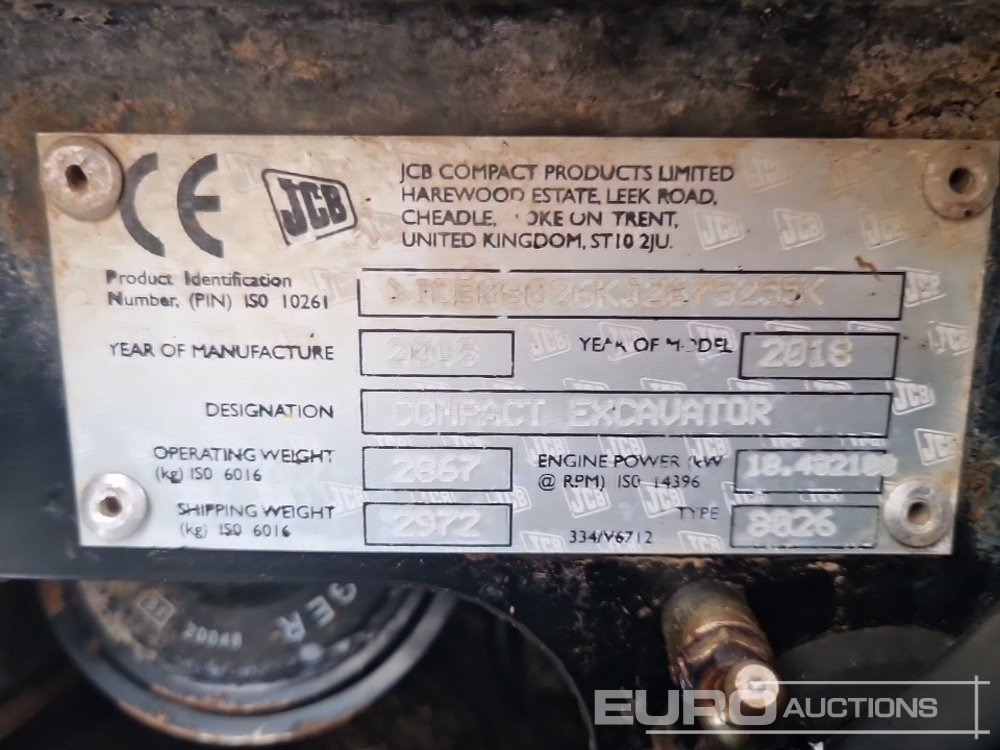 CE JCB
JCB COMPACT PRODUCTS LIMITED
HAREWOOD ESTATE, LEEK ROAD,
CHEADLE, OKE ON TRENT,
UNITED KINGDOM, ST10 2JU.
Product Identification
Number, (PIN) ISO 10261
YEAR OF MANUFACTURE 2018 YEAR OF MODEL 2018
DESIGNATION COMPACT EXCAVATOR
OPERATING WEIGHT 2867 ENGINE POWER (kW
(kg) ISO 6016 @ RPM) ISO 14396
SHIPPING WEIGHT 2972 TYPE 8026
(kg) ISO 6016 334/V6712
GER
2004B
EURO AUCTIONS